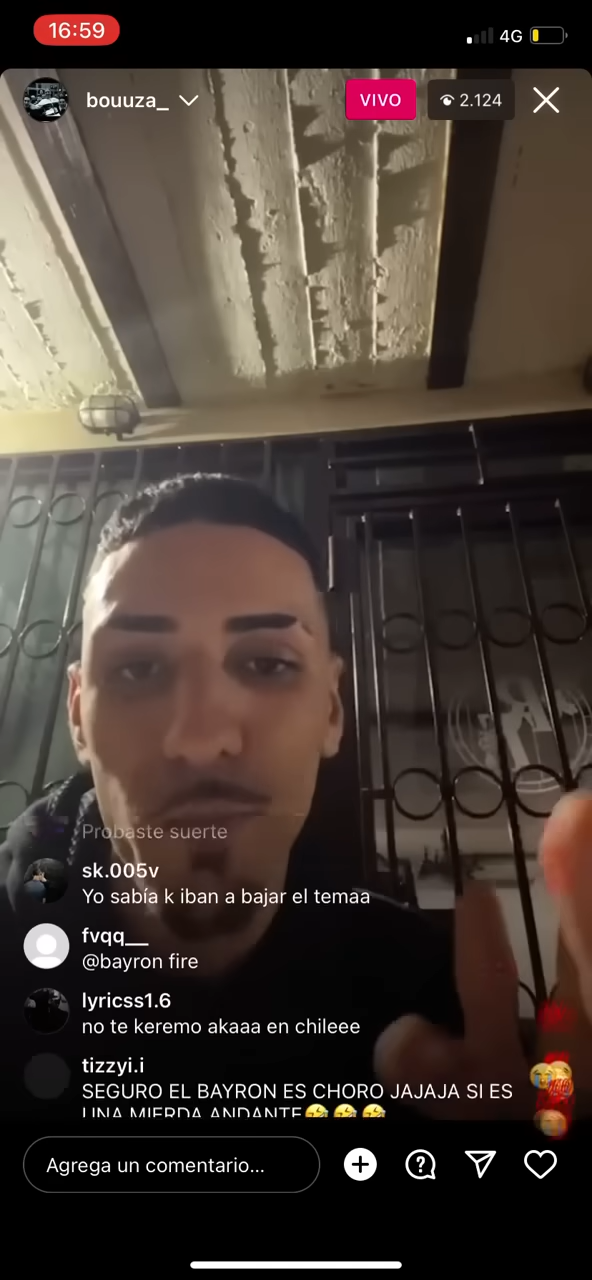 16:59
4G
bouuza_
VIVO
2.124
Probaste suerte
sk.005v
Yo sabía k iban a bajar el temaa
fvqq__
@bayron fire
lyricss1.6
no te keremo akaaa en chileee
tizzyi.i
SEGURO EL BAYRON ES CHORO JAJAJA SI ES
UNA MIERDA ANDANTE🤣🤣🤣
Agrega un comentario...